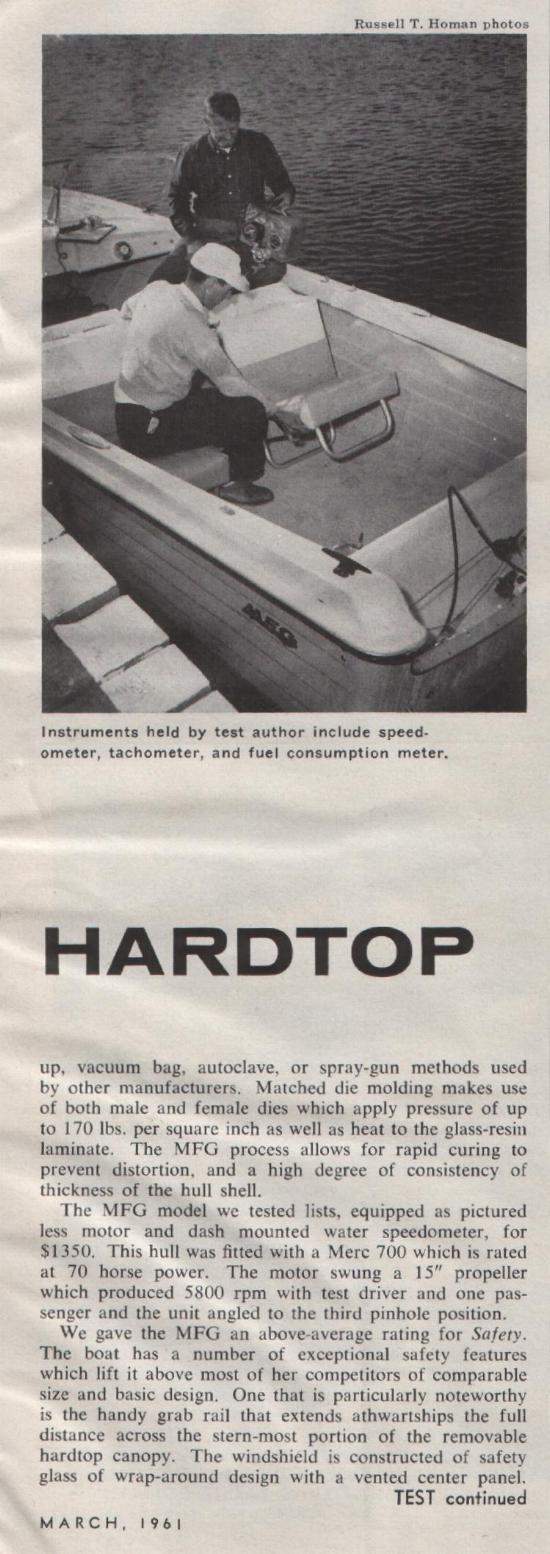 Russell T. Homan photos
MFG
Instruments held by test author include speed-
ometer, tachometer, and fuel consumption meter.
HARDTOP
up, vacuum bag, autoclave, or spray-gun methods used
by other manufacturers. Matched die molding makes use
of both male and female dies which apply pressure of up
to 170 lbs. per square inch as well as heat to the glass-resin
laminate. The MFG process allows for rapid curing to
prevent distortion, and a high degree of consistency of
thickness of the hull shell.
The MFG model we tested lists, equipped as pictured
less motor and dash mounted water speedometer, for
$1350. This hull was fitted with a Merc 700 which is rated
at 70 horse power. The motor swung a 15" propeller
which produced 5800 rpm with test driver and one pas-
senger and the unit angled to the third pinhole position.
We gave the MFG an above-average rating for Safety.
The boat has a number of exceptional safety features
which lift it above most of her competitors of comparable
size and basic design. One that is particularly noteworthy
is the handy grab rail that extends athwartships the full
distance across the stern-most portion of the removable
hardtop canopy. The windshield is constructed of safety
glass of wrap-around design with a vented center panel.
TEST continued
MARCH, 1961